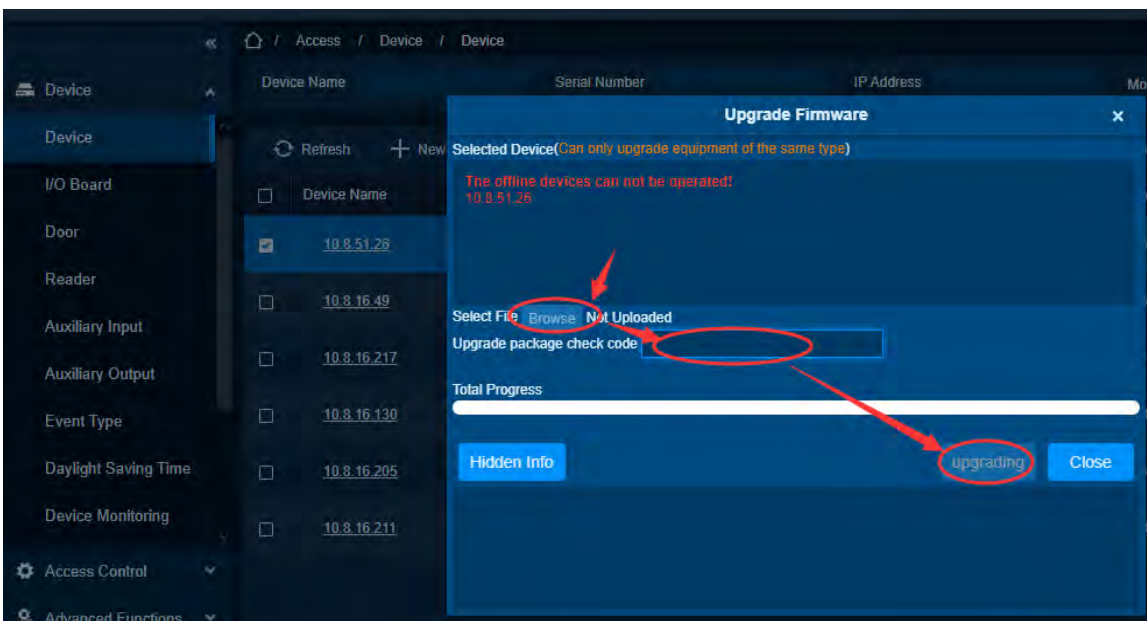 « / Access / Device / Device
Device
Device
I/O Board
Door
Reader
Auxiliary Input
Auxiliary Output
Event Type
Daylight Saving Time
Device Monitoring
Access Control
Advanced Functions
Device Name Serial Number IP Address Mo
Refresh New
Device Name
10.8.51.26
10.8.16.49
10.8.16.217
10.8.16.130
10.8.16.205
10.8.16.211
Upgrade Firmware ×
Selected Device(Can only upgrade equipment of the same type)
The offline devices can not be operated!
10.8.51.26
Select File Browse Not Uploaded
Upgrade package check code
Total Progress
Hidden Info upgrading Close